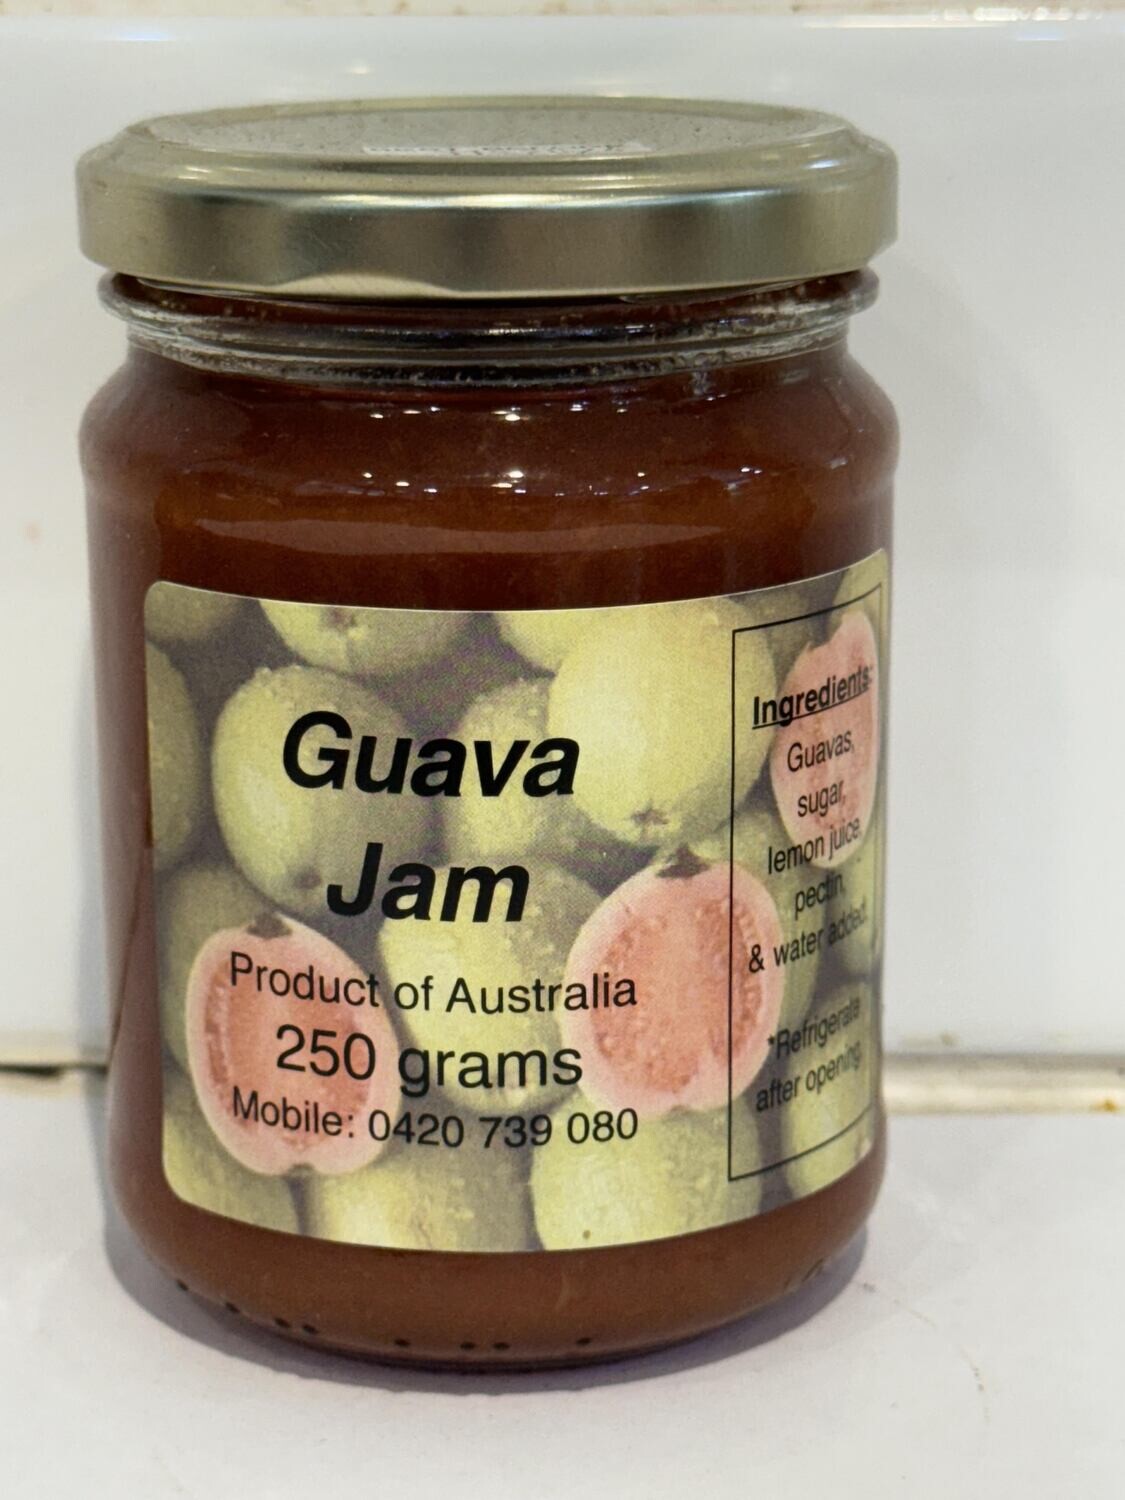 Guava
Jam
Product of Australia
250 grams
Mobile: 0420 739 080
Ingredients:
Guavas,
sugar,
lemon juice,
pectin,
& water added.
*Refrigerate
after opening.